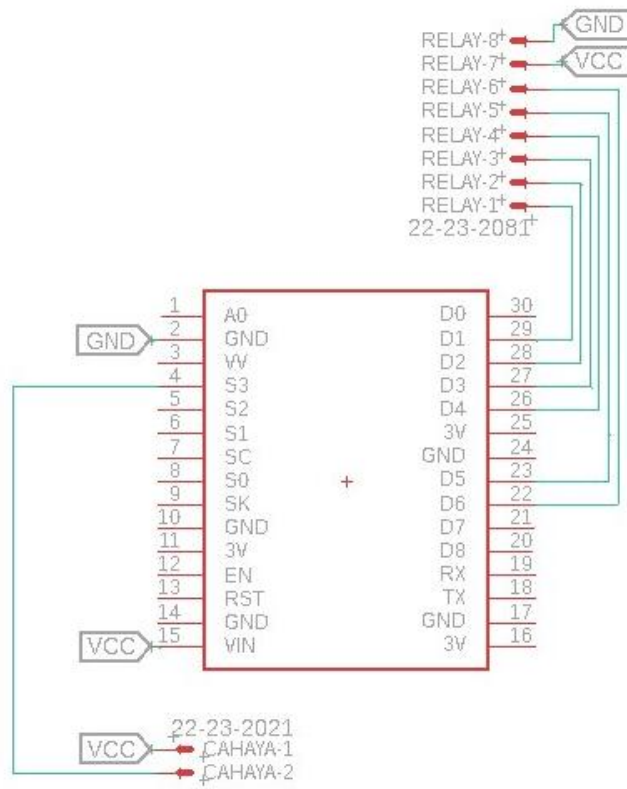 GND
RELAY-8
RELAY-7 VCC
RELAY-6
RELAY-5
RELAY-4
RELAY-3
RELAY-2
RELAY-1
22-23-2081
1 A0 D0 30
GND 2 GND D1 29
3 VV D2 28
4 S3 D3 27
5 S2 D4 26
6 S1 3V 25
7 SC GND 24
8 S0 D5 23
9 SK D6 22
10 GND D7 21
11 3V D8 20
12 EN RX 19
13 RST TX 18
14 GND GND 17
VCC 15 VIN 3V 16
22-23-2021
VCC CAHAYA-1
CAHAYA-2